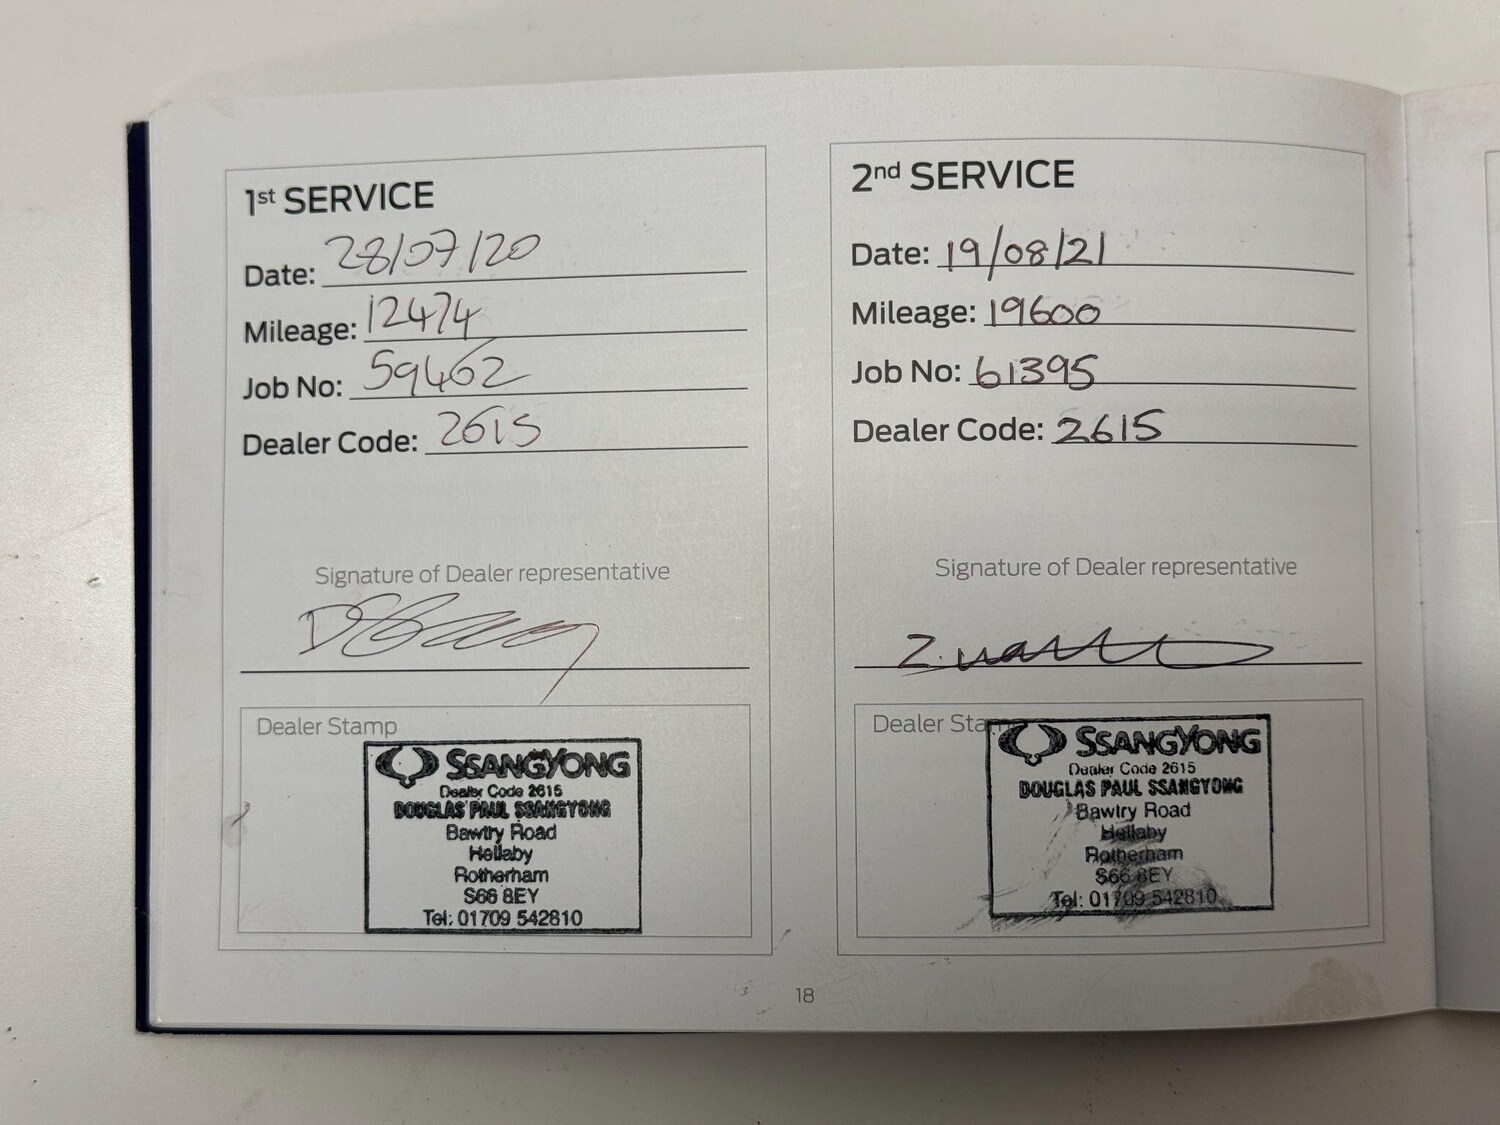 1st SERVICE
Date: 28/07/20
Mileage: 12474
Job No: 59462
Dealer Code: 2615
Signature of Dealer representative
Dealer Stamp
SSANGYONG
Dealer Code 2615
DOUGLAS PAUL SSANGYONG
Bawtry Road
Hellaby
Rotherham
S66 8EY
Tel: 01709 542810
2nd SERVICE
Date: 19/08/21
Mileage: 19600
Job No: 61395
Dealer Code: 2615
Signature of Dealer representative
Dealer Stamp
SSANGYONG
Dealer Code 2615
DOUGLAS PAUL SSANGYONG
Bawtry Road
Hellaby
Rotherham
S66 8EY
Tel: 01709 542810
18